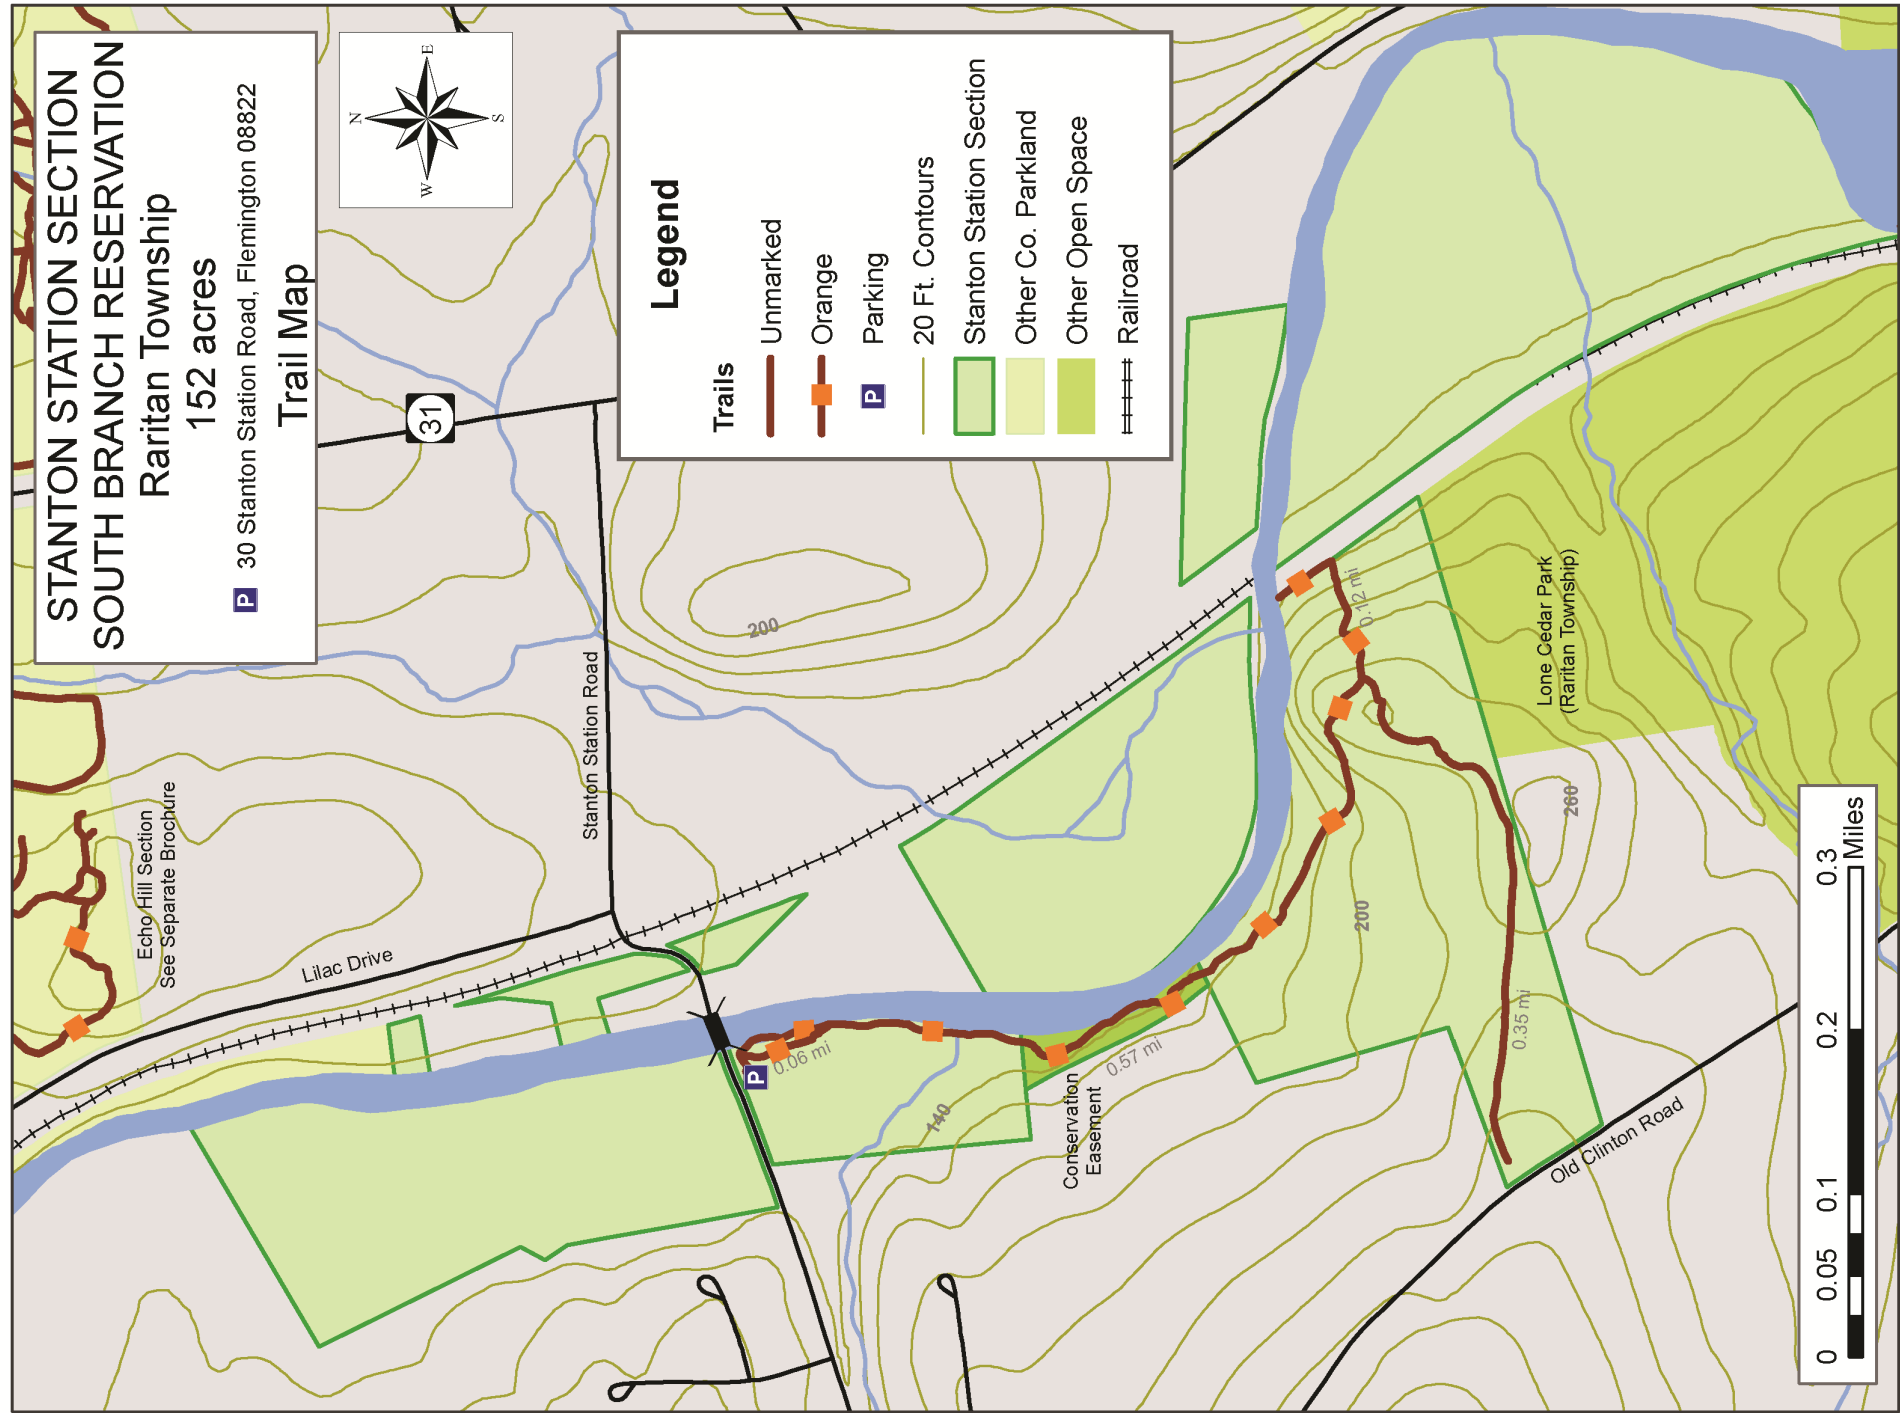 STANTON STATION SECTION
SOUTH BRANCH RESERVATION
Raritan Township
152 acres
P 30 Stanton Station Road, Flemington 08822
Trail Map
N
W E
S
Legend
Trails
Unmarked
Orange
P Parking
20 Ft. Contours
Stanton Station Section
Other Co. Parkland
Other Open Space
Railroad
31
Echo Hill Section
See Separate Brochure
Lilac Drive
Stanton Station Road
200
P
0.06 mi
140
Conservation
Easement
0.57 mi
200
0.12 mi
Lone Cedar Park
(Raritan Township)
260
0.35 mi
Old Clinton Road
0 0.05 0.1 0.2 0.3
Miles